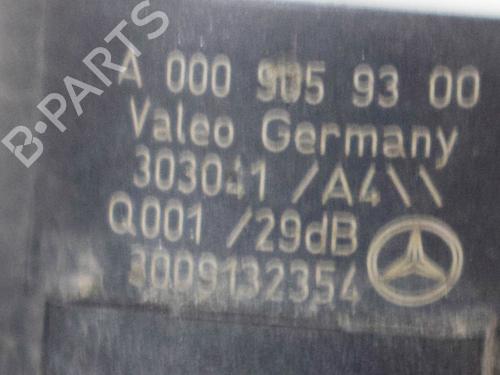 B-PARTS
A 000 905 93 00
Valeo Germany
303041 /A4\\
Q001 /29dB
3009132354